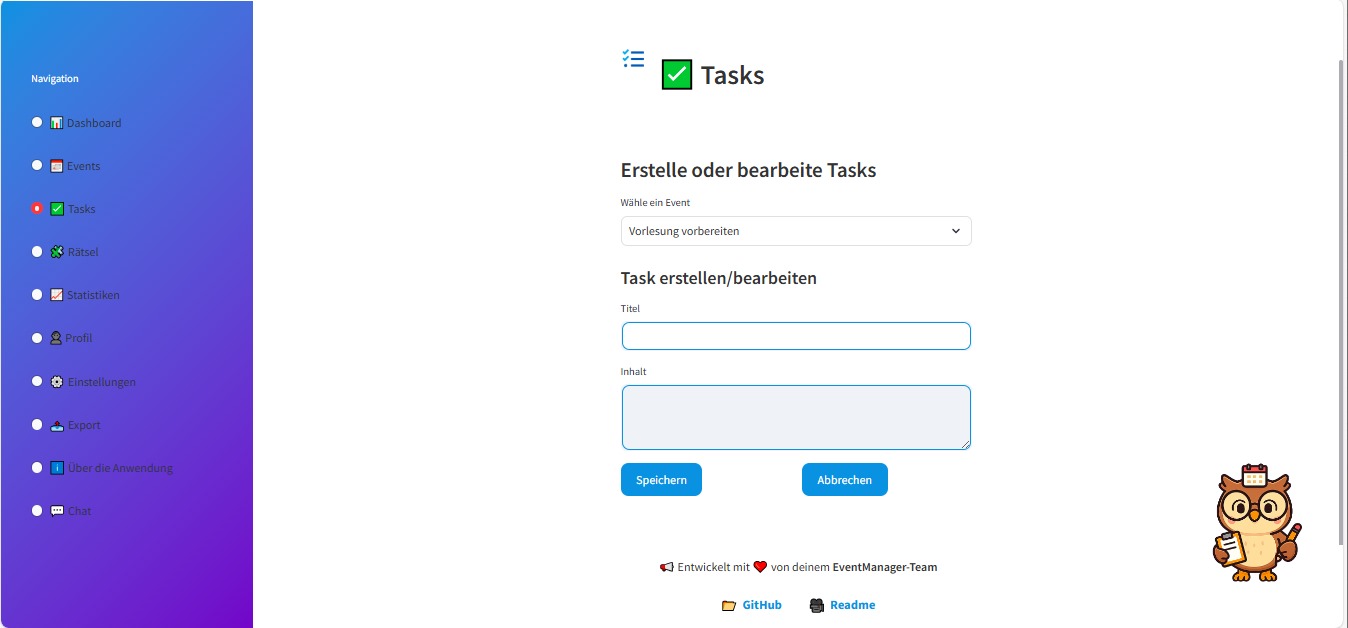 Navigation
Dashboard
Events
Tasks
Rätsel
Statistiken
Profil
Einstellungen
Export
Über die Anwendung
Chat
Tasks
Erstelle oder bearbeite Tasks
Wähle ein Event
Vorlesung vorbereiten
Task erstellen/bearbeiten
Titel
Inhalt
Speichern Abbrechen
Entwickelt mit ❤️ von deinem EventManager-Team
GitHub Readme